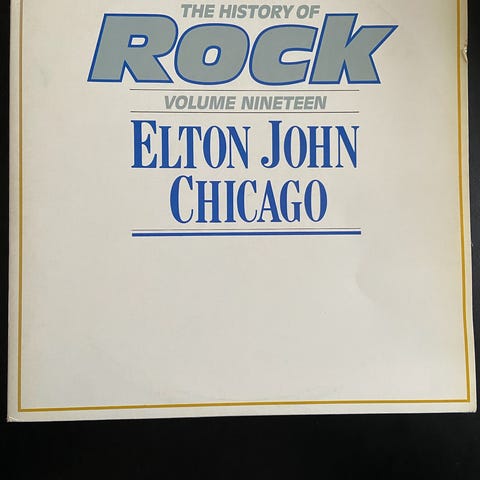 THE HISTORY OF
ROCK
VOLUME NINETEEN
ELTON JOHN
CHICAGO